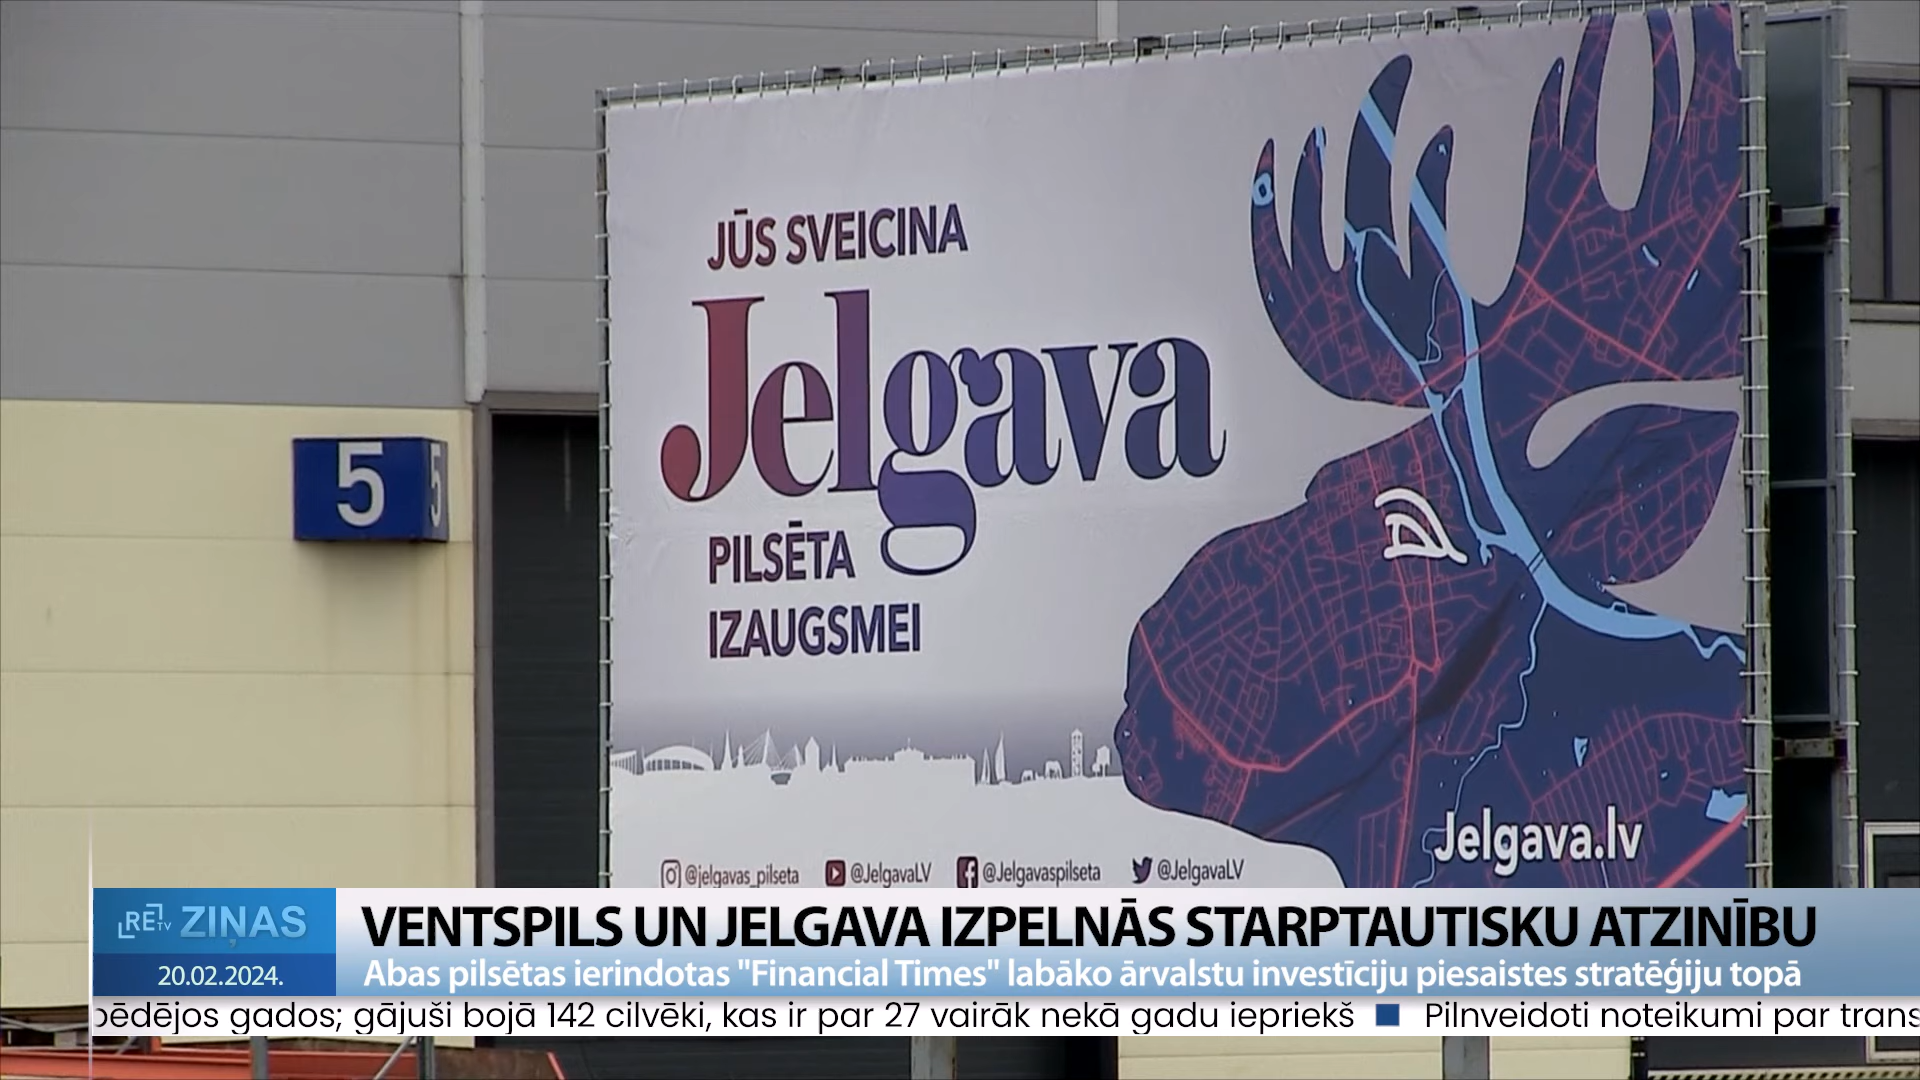 JŪS SVEICINA
Jelgava
PILSĒTA
IZAUGSMEI
5
5
Jelgava.lv
@jelgavas_pilseta @JelgavaLV @Jelgavaspilseta @JelgavaLV
RE TV ZIŅAS
20.02.2024.
VENTSPILS UN JELGAVA IZPELNĀS STARPTAUTISKU ATZINĪBU
Abas pilsētas ierindotas "Financial Times" labāko ārvalstu investīciju piesaistes stratēģiju topā
pēdējos gados; gājuši bojā 142 cilvēki, kas ir par 27 vairāk nekā gadu iepriekš Pilnveidoti noteikumi par trans